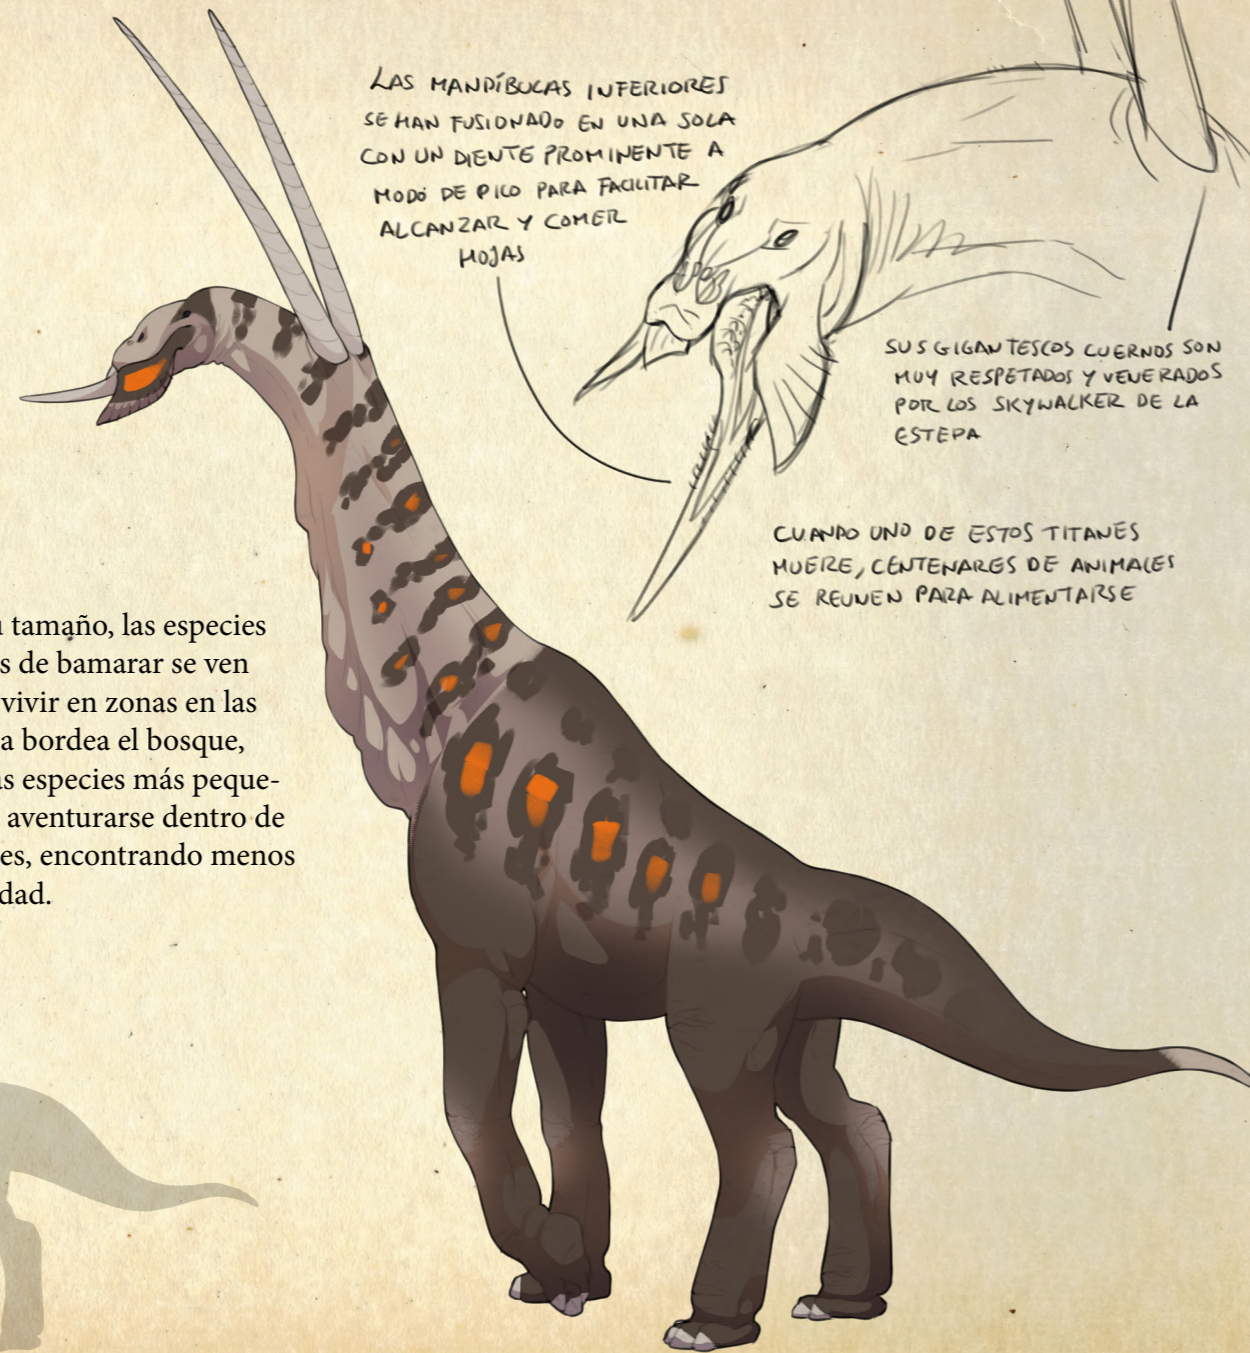 LAS MANDÍBULAS INFERIORES
SE HAN FUSIONADO EN UNA SOLA
CON UN DIENTE PROMINENTE A
MODO DE PICO PARA FACILITAR
ALCANZAR Y COMER
HOJAS
SUS GIGANTESCOS CUERNOS SON
MUY RESPETADOS Y VENERADOS
POR LOS SKYWALKER DE LA
ESTEPA
CUANDO UNO DE ESTOS TITANES
MUERE, CENTENARES DE ANIMALES
SE REUNEN PARA ALIMENTARSE
tamaño, las especies
s de bamarar se ven
vivir en zonas en las
a bordea el bosque,
as especies más peque-
aventurarse dentro de
es, encontrando menos
dad.